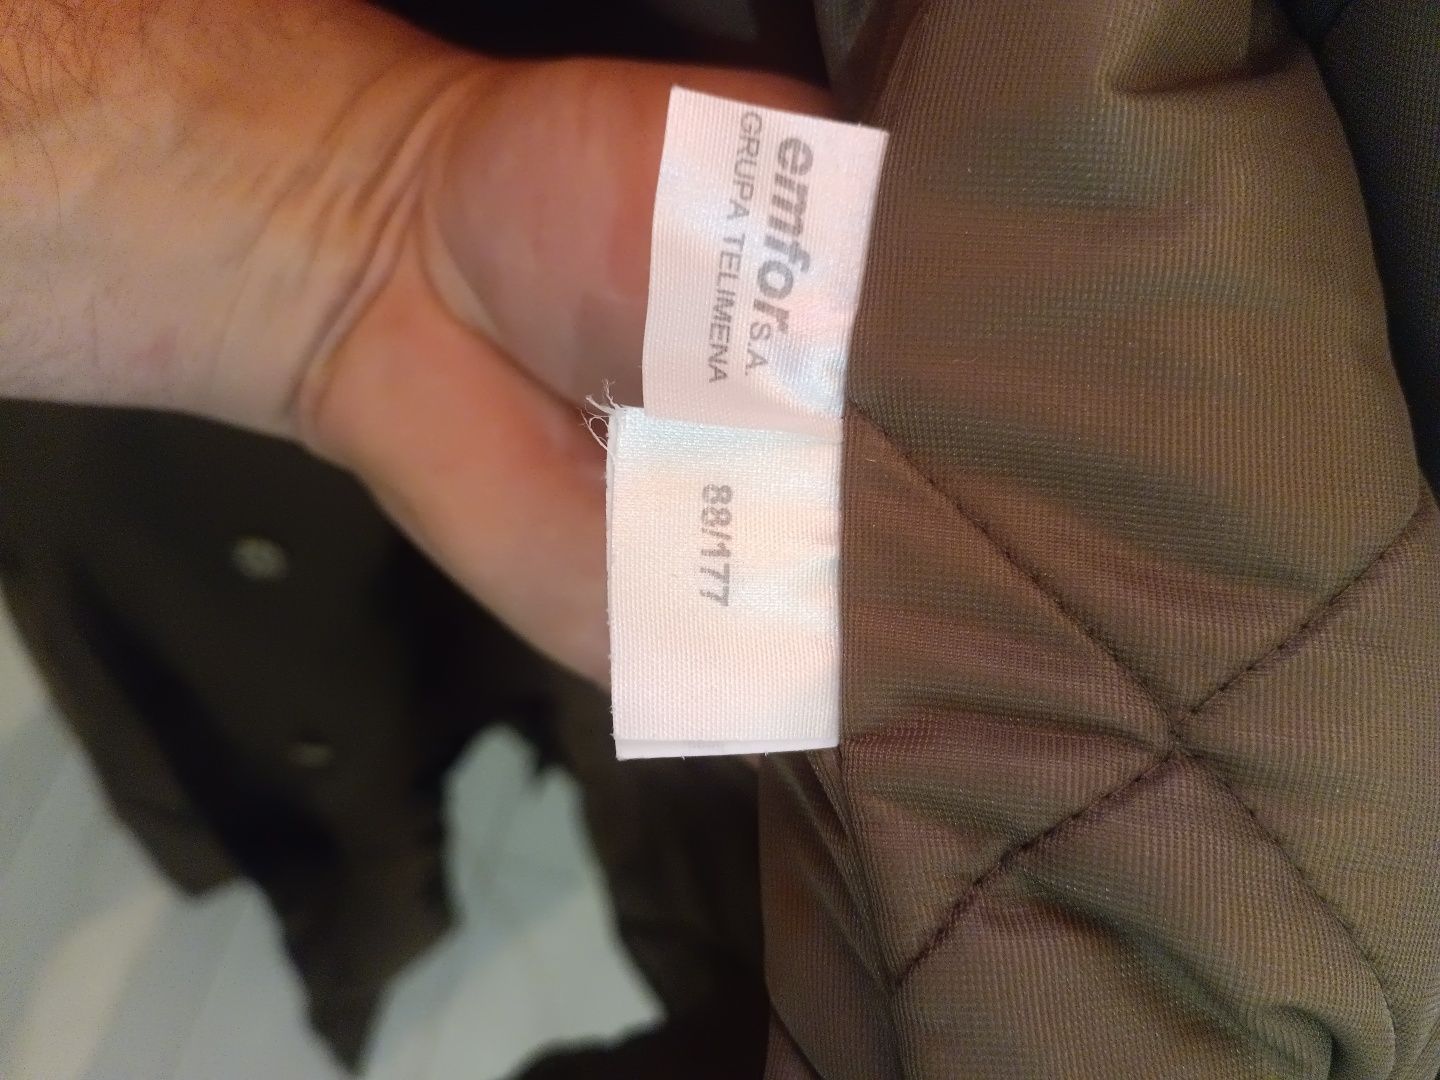 emfor S.A.
GRUPA TELIMENA
88/177